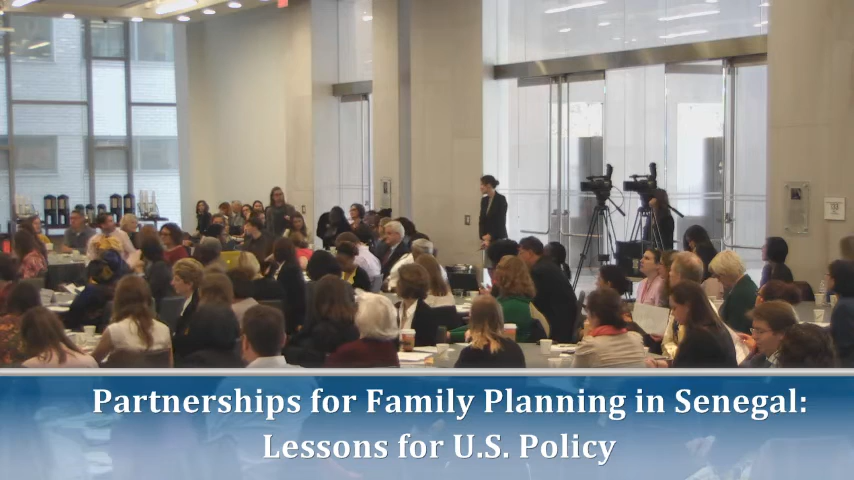 Partnerships for Family Planning in Senegal:
Lessons for U.S. Policy